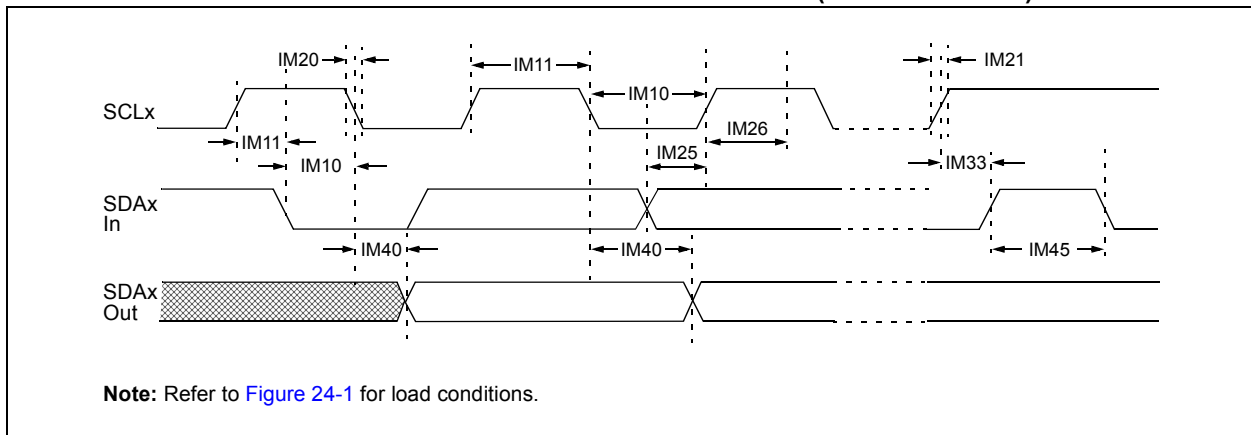 IM20
IM11
IM21
SCLx
IM10
IM11
IM26
IM10
IM25
IM33
SDAx
In
IM40
IM40
IM45
SDAx
Out
Note: Refer to Figure 24-1 for load conditions.